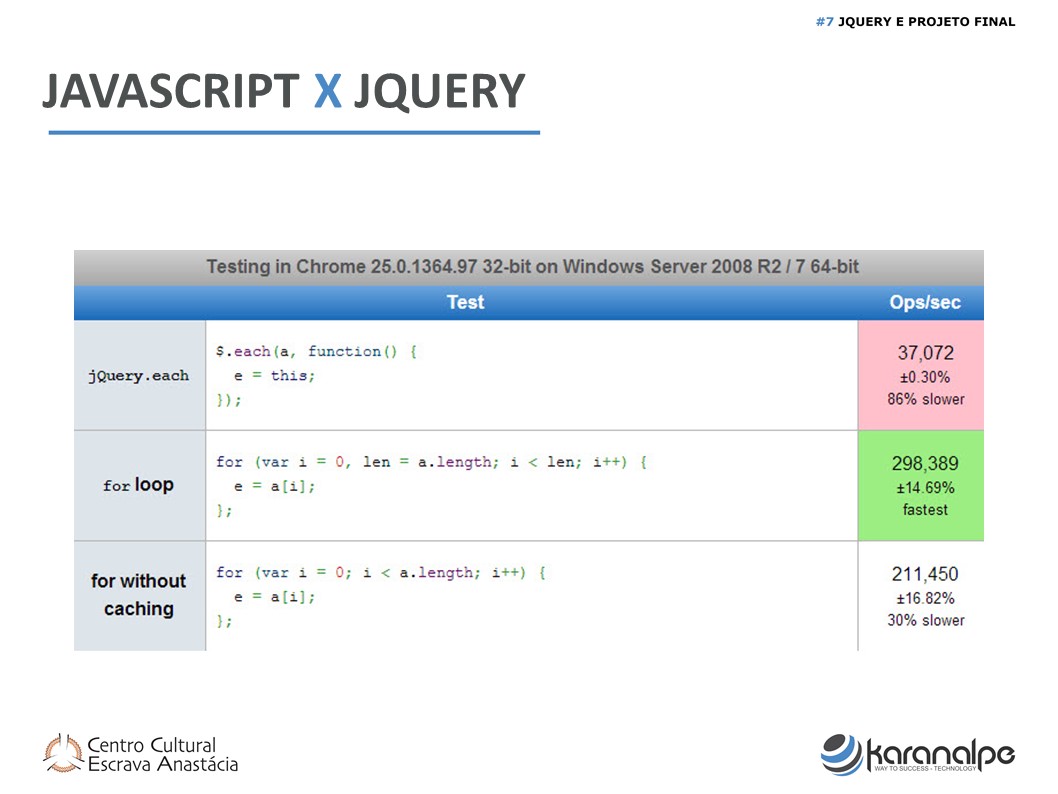 #7 JQUERY E PROJETO FINAL
JAVASCRIPT X JQUERY
Testing in Chrome 25.0.1364.97 32-bit on Windows Server 2008 R2 / 7 64-bit
Test Ops/sec
jQuery.each
$.each(a, function() {
e = this;
});
37,072
±0.30%
86% slower
for loop
for (var i = 0, len = a.length; i < len; i++) {
e = a[i];
};
298,389
±14.69%
fastest
for without
caching
for (var i = 0; i < a.length; i++) {
e = a[i];
};
211,450
±16.82%
30% slower
Centro Cultural
Escrava Anastácia
karanalpe
WAY TO SUCCESS - TECHNOLOGY